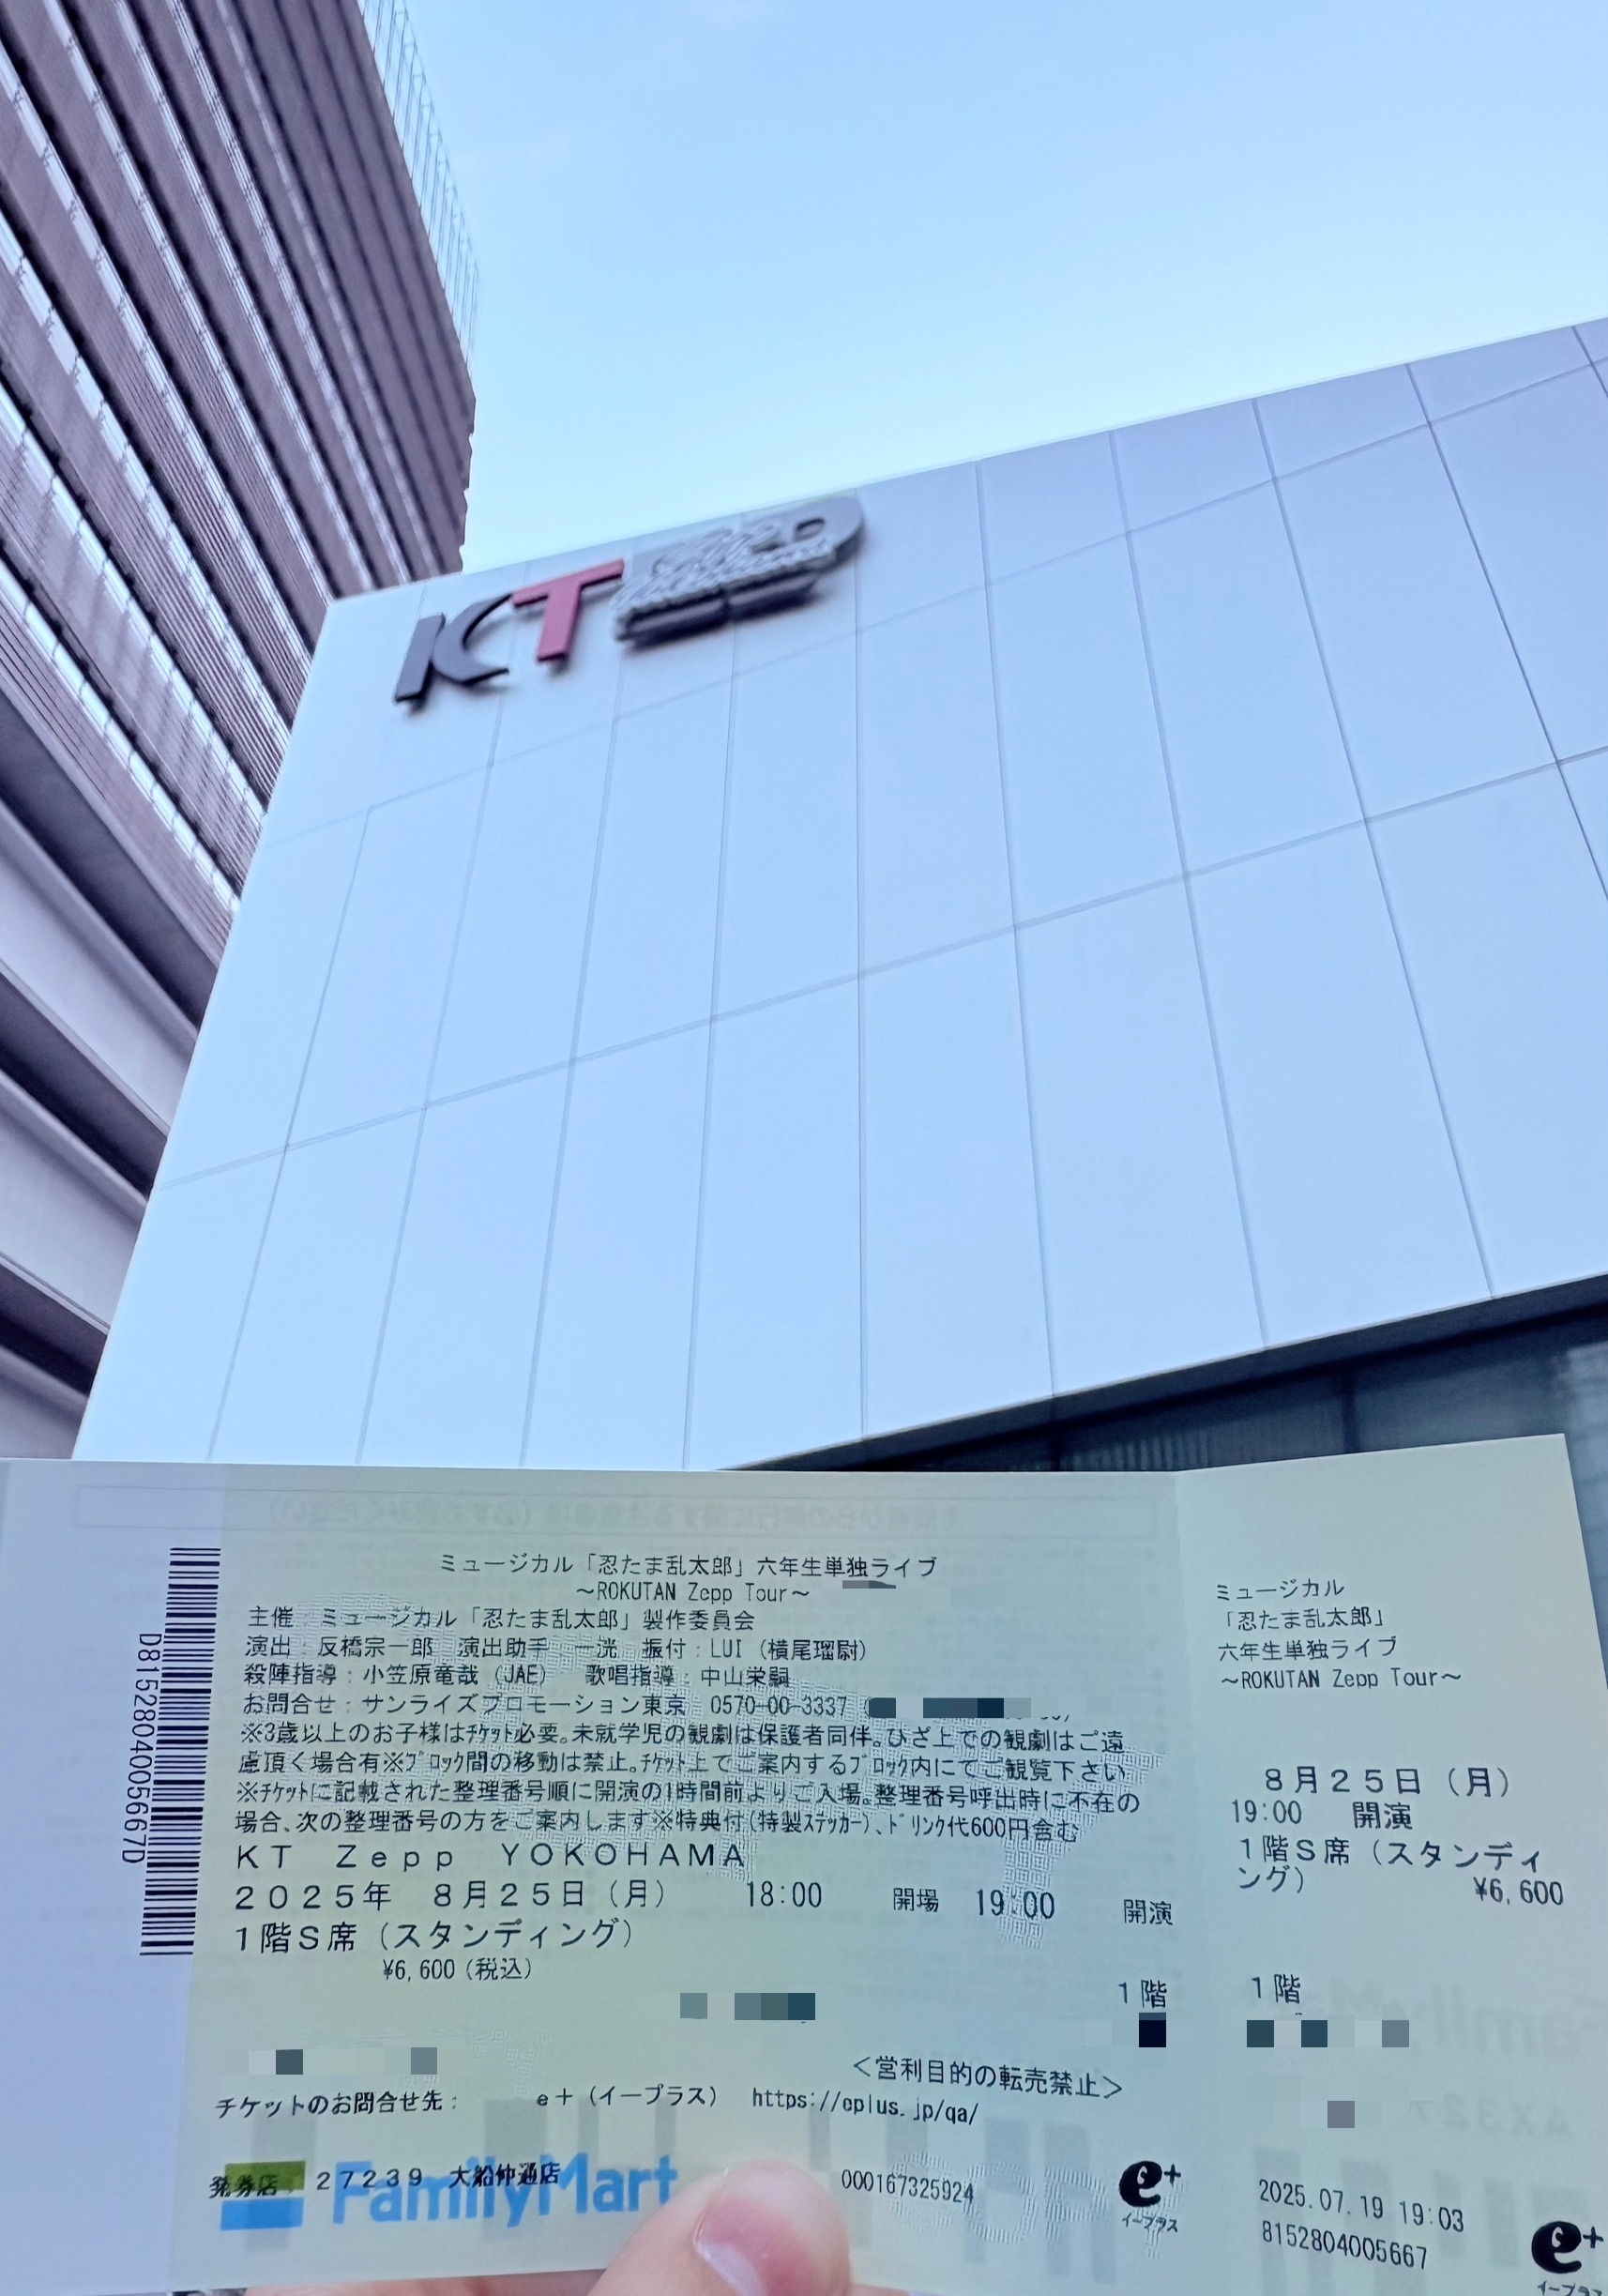 KT
ミュージカル「忍たま乱太郎」六年生単独ライブ
～ROKUTAN Zepp Tour～
主催:ミュージカル「忍たま乱太郎」製作委員会
演出:反橋宗一郎 演出助手:一洸 振付:LUI（横尾瑠尉）
殺陣指導:小笠原竜哉（JAE） 歌唱指導:中山栄嗣
お問合せ:サンライズプロモーション東京 0570-00-3337
※3歳以上のお子様はﾁｹｯﾄ必要。未就学児の観劇は保護者同伴。ひざ上での観劇はご遠
慮頂く場合有※ﾌﾞﾛｯｸ間の移動は禁止。ﾁｹｯﾄ上でご案内するﾌﾞﾛｯｸ内にてご観覧下さい
※ﾁｹｯﾄに記載された整理番号順に開演の1時間前よりご入場。整理番号呼出時に不在の
場合、次の整理番号の方をご案内します※特典付(特製ｽﾃｯｶｰ)、ﾄﾞﾘﾝｸ代600円含む
KT Zepp YOKOHAMA
2025年 8月25日（月） 18:00 開場 19:00 開演
1階S席（スタンディング）
¥6,600(税込)
1階
＜営利目的の転売禁止＞
チケットのお問合せ先: e+（イープラス） https://eplus.jp/qa/
発券店: 27239 大船仲通店
FamilyMart
000167325924
e+
イープラス
D8152804005667D
ミュージカル
「忍たま乱太郎」
六年生単独ライブ
～ROKUTAN Zepp Tour～
8月25日（月）
19:00 開演
1階S席（スタンディ
ング）
¥6,600
1階
2025.07.19 19:03
8152804005667
e+